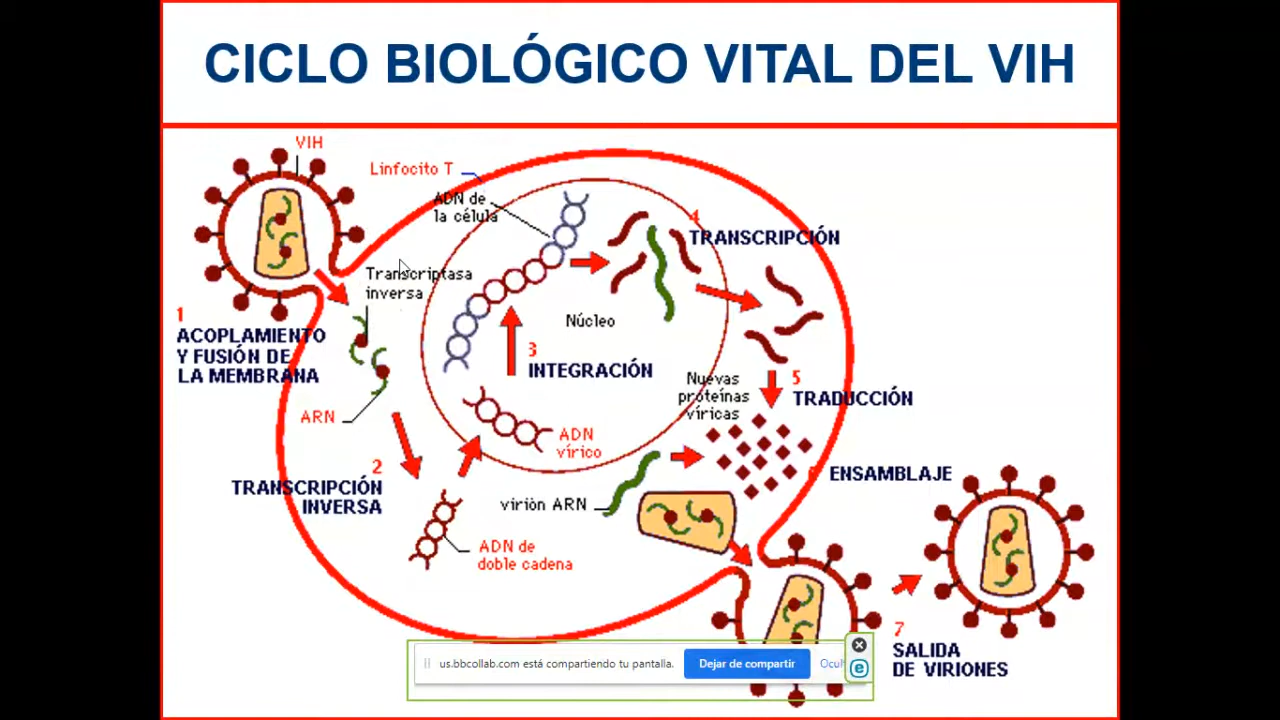 CICLO BIOLÓGICO VITAL DEL VIH
VIH
Linfocito T
ADN de
la célula
Transcriptasa
inversa
1
ACOPLAMIENTO
Y FUSIÓN DE
LA MEMBRANA
ARN
2
TRANSCRIPCIÓN
INVERSA
ADN de
doble cadena
ADN
vírico
3
INTEGRACIÓN
Núcleo
4
TRANSCRIPCIÓN
5
TRADUCCIÓN
Nuevas
proteínas
víricas
virión ARN
6
ENSAMBLAJE
7
SALIDA
DE VIRIONES
us.bbcollab.com está compartiendo tu pantalla.
Dejar de compartir